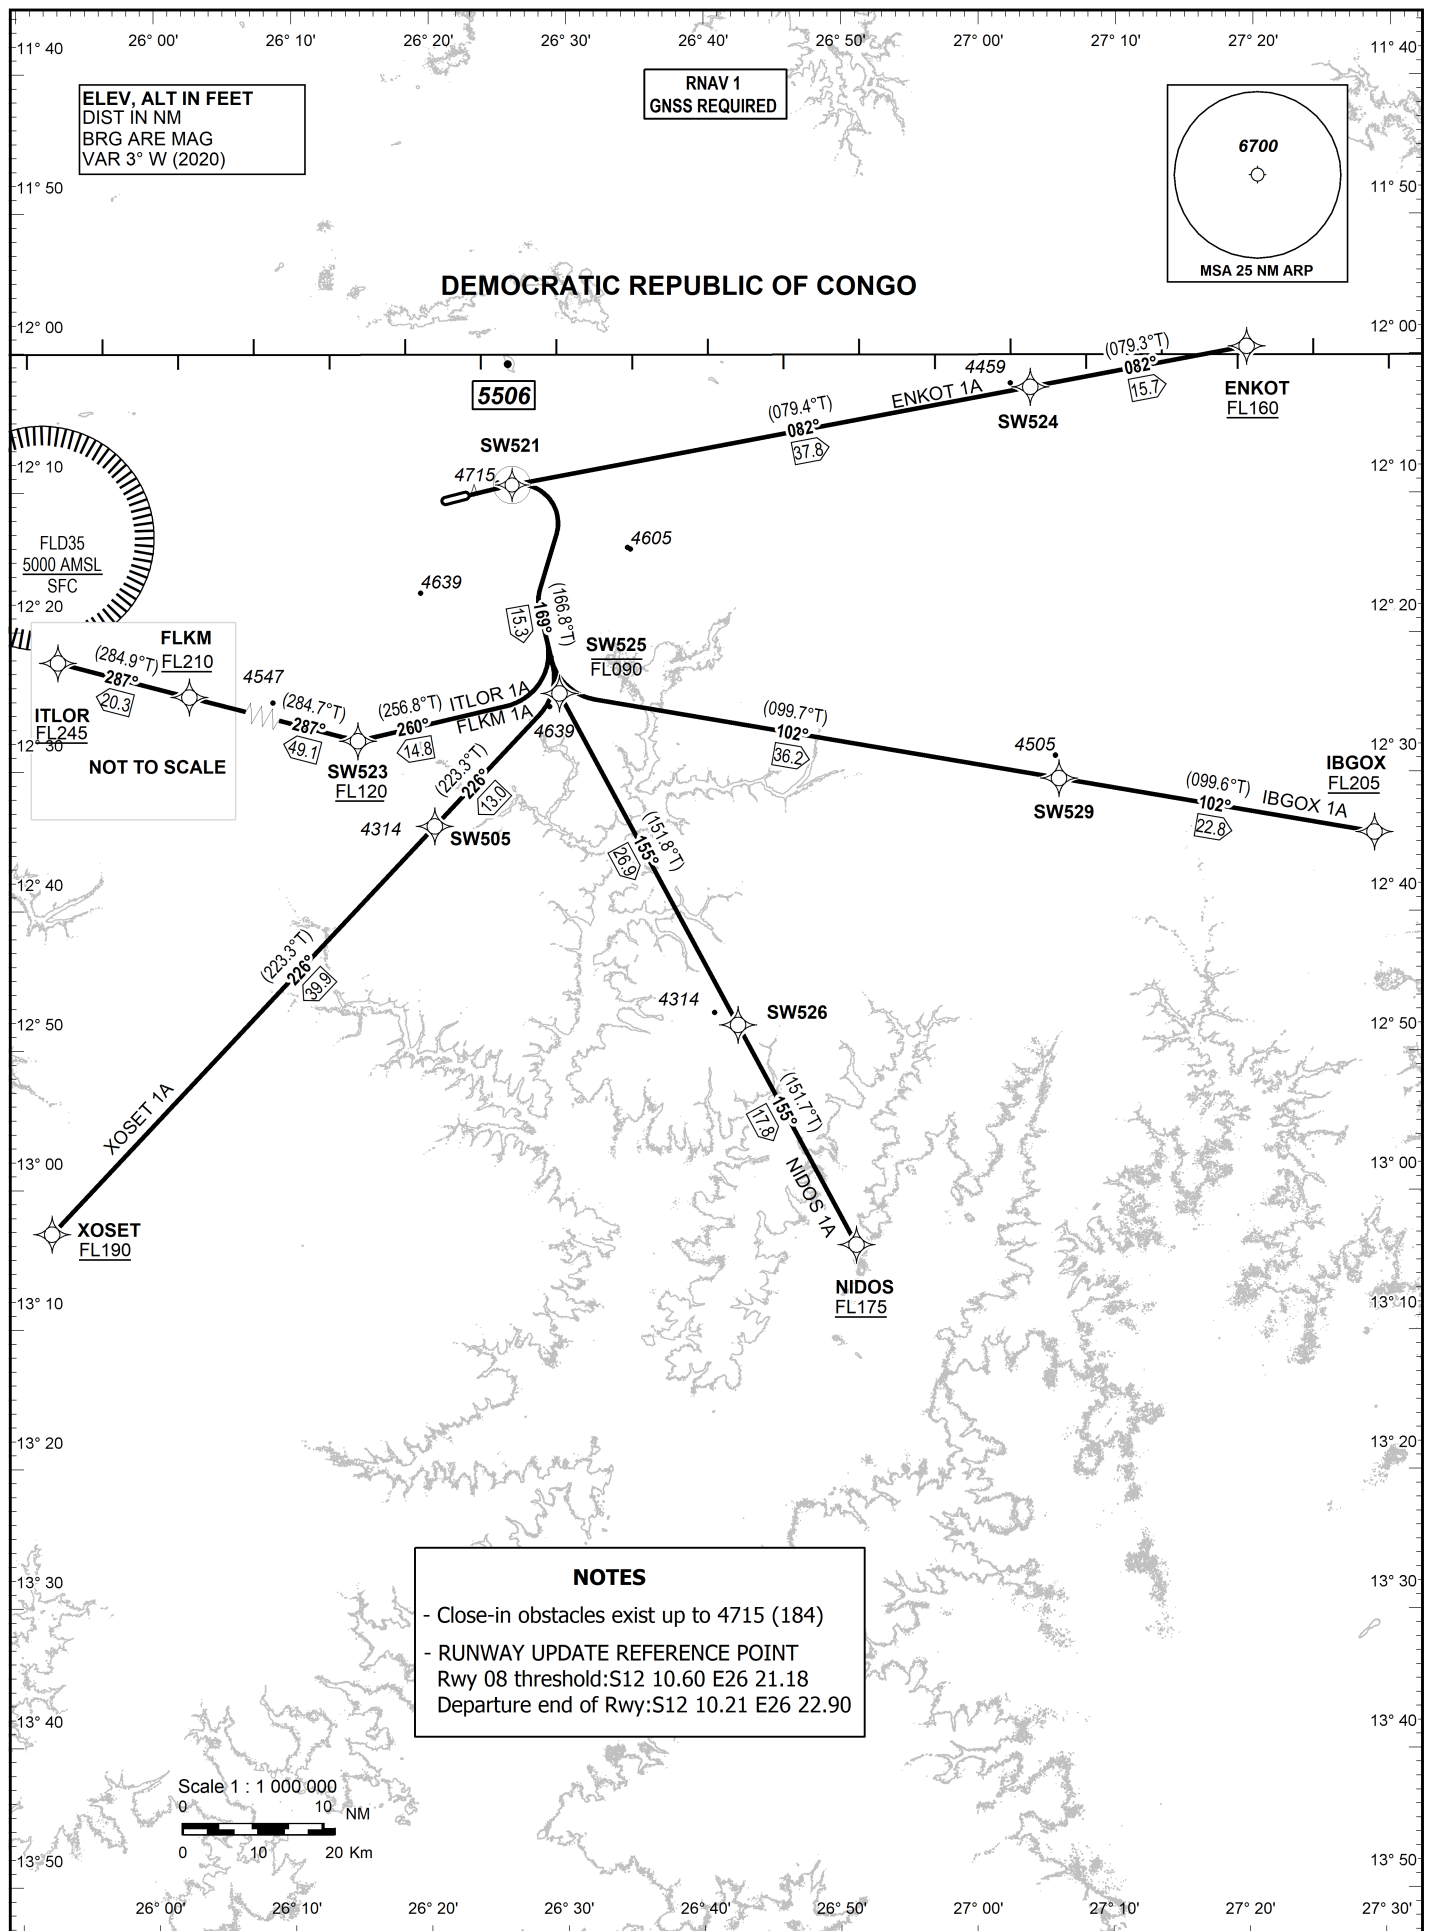 26° 00' 26° 10' 26° 20' 26° 30' 26° 40' 26° 50' 27° 00' 27° 10' 27° 20'
11° 40' 11° 40'
RNAV 1
GNSS REQUIRED
ELEV, ALT IN FEET
DIST IN NM
BRG ARE MAG
VAR 3° W (2020)
6700
MSA 25 NM ARP
11° 50' 11° 50'
DEMOCRATIC REPUBLIC OF CONGO
12° 00' 12° 00'
(079.3°T)
082°
15.7
4459
5506
ENKOT
FL160
ENKOT 1A
SW524
(079.4°T)
082°
37.8
SW521
12° 10' 12° 10'
4715
FLD35
5000 AMSL
SFC
4605
4639
12° 20' 12° 20'
15.3
169°
(166.8°T)
SW525
FL090
FLKM
FL210
(284.9°T)
287°
20.3
4547
(284.7°T)
287°
49.1
(256.8°T)
260°
14.8
ITLOR 1A
FLKM 1A
4639
ITLOR
FL245
12° 30' 12° 30'
NOT TO SCALE
SW523
FL120
(099.7°T)
102°
36.2
4505
IBGOX
FL205
(099.6°T)
102°
22.8
IBGOX 1A
SW529
(223.3°T)
226°
13.0
4314
SW505
(151.8°T)
155°
26.9
12° 40' 12° 40'
(223.3°T)
226°
39.9
4314
SW526
12° 50' 12° 50'
(151.7°T)
155°
17.8
XOSET 1A
NIDOS 1A
13° 00' 13° 00'
XOSET
FL190
NIDOS
FL175
13° 10' 13° 10'
13° 20' 13° 20'
13° 30' 13° 30'
NOTES
- Close-in obstacles exist up to 4715 (184)
- RUNWAY UPDATE REFERENCE POINT
Rwy 08 threshold:S12 10.60 E26 21.18
Departure end of Rwy:S12 10.21 E26 22.90
13° 40' 13° 40'
Scale 1 : 1 000 000
0 10 NM
0 10 20 Km
13° 50' 13° 50'
26° 00' 26° 10' 26° 20' 26° 30' 26° 40' 26° 50' 27° 00' 27° 10' 27° 20'